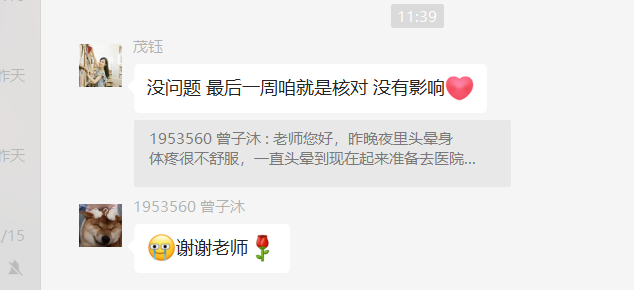 11:39
茂钰
昨天
没问题 最后一周咱就是核对 没有影响
1953560 曾子沐 : 老师您好，昨晚夜里头晕身
体疼很不舒服，一直头晕到现在起来准备去医院...
昨天
1953560 曾子沐
谢谢老师
/15